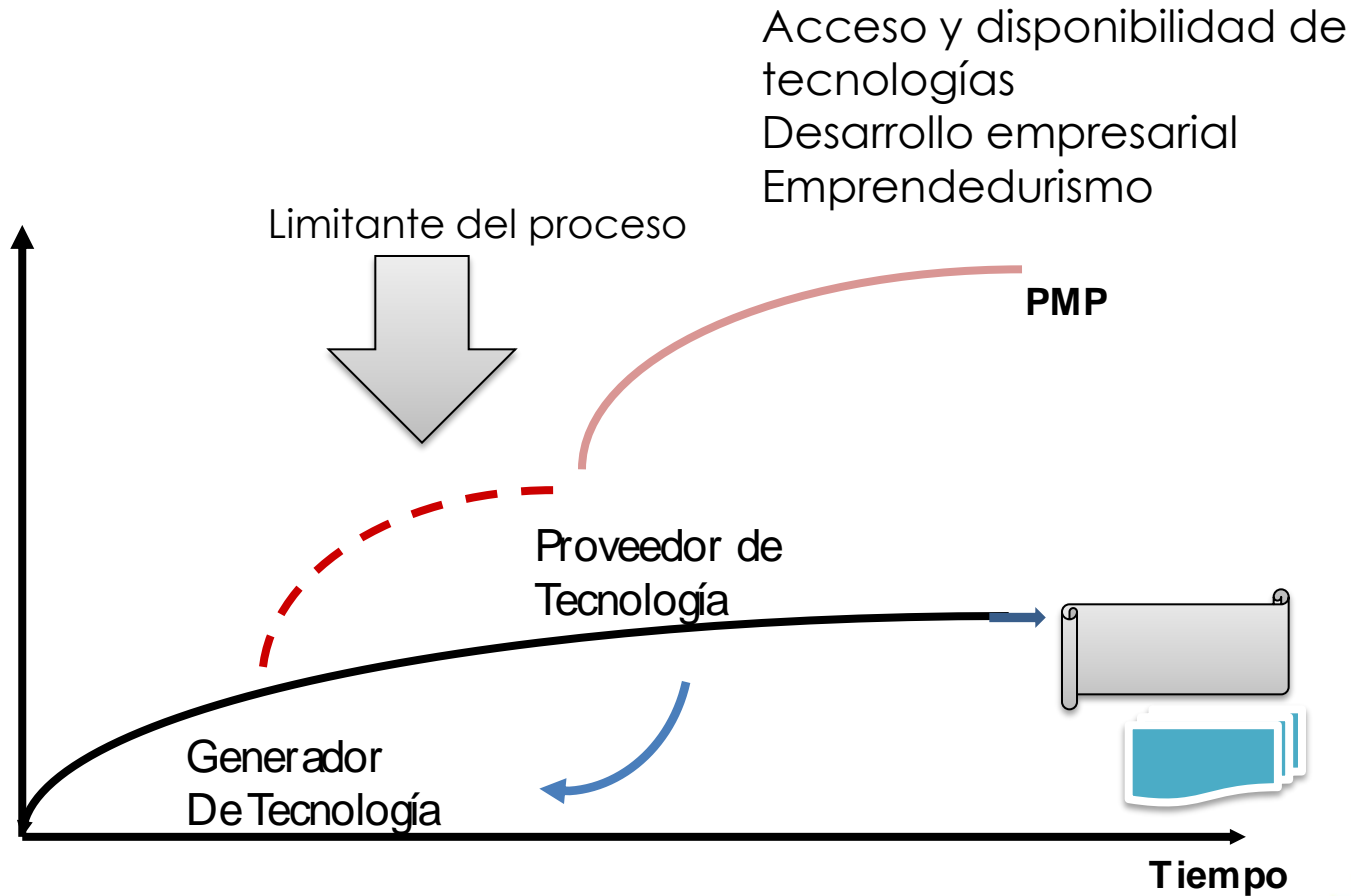 Acceso y disponibilidad de
tecnologías
Desarrollo empresarial
Emprendedurismo
Limitante del proceso
PMP
Proveedor de
Tecnología
Generador
De Tecnología
Tiempo